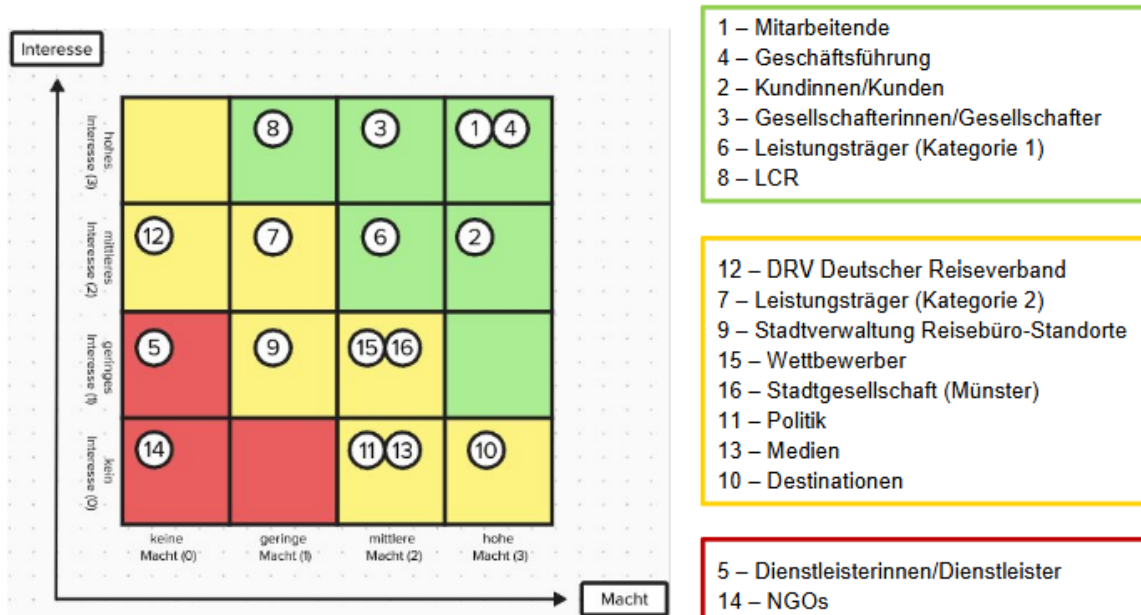 Interesse
hohes
Interesse (3)
mittleres
Interesse (2)
geringes
Interesse (1)
kein
Interesse (0)
8
3
1 4
12
7
6
2
5
9
15 16
14
11 13
10
keine
Macht (0)
geringe
Macht (1)
mittlere
Macht (2)
hohe
Macht (3)
Macht
1 – Mitarbeitende
4 – Geschäftsführung
2 – Kundinnen/Kunden
3 – Gesellschafterinnen/Gesellschafter
6 – Leistungsträger (Kategorie 1)
8 – LCR
12 – DRV Deutscher Reiseverband
7 – Leistungsträger (Kategorie 2)
9 – Stadtverwaltung Reisebüro-Standorte
15 – Wettbewerber
16 – Stadtgesellschaft (Münster)
11 – Politik
13 – Medien
10 – Destinationen
5 – Dienstleisterinnen/Dienstleister
14 – NGOs